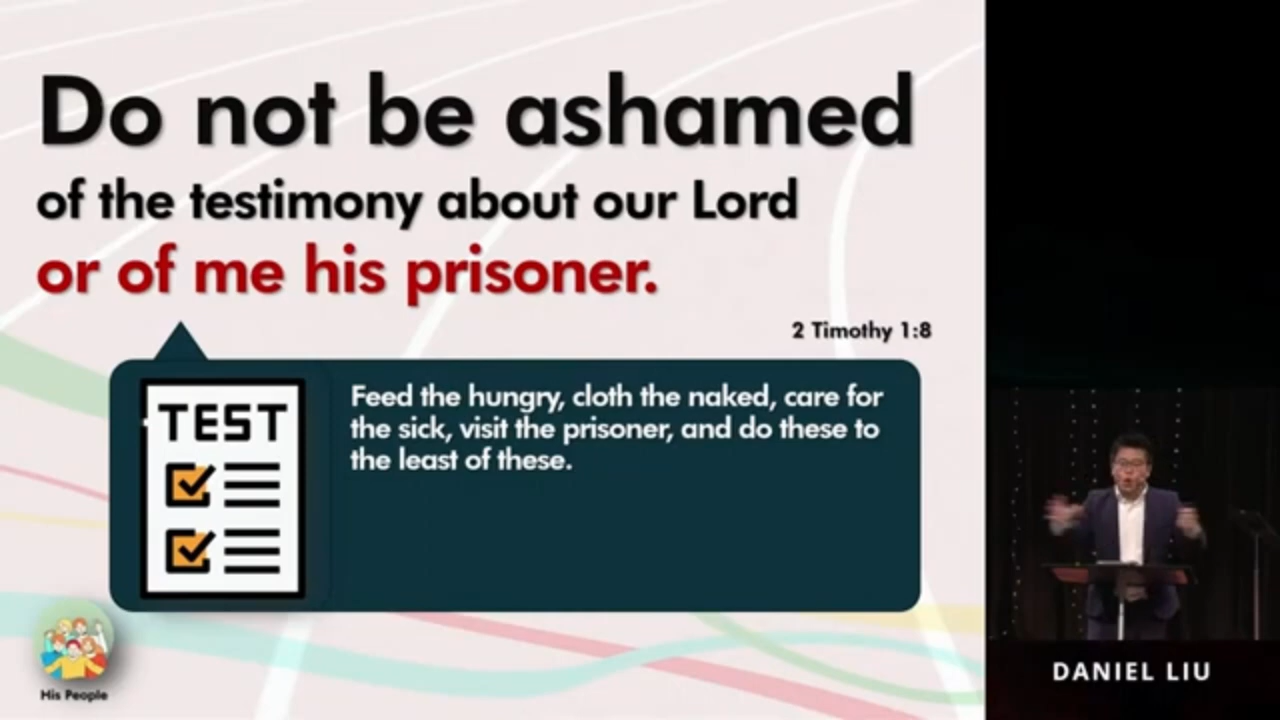 Do not be ashamed
of the testimony about our Lord
or of me his prisoner.
2 Timothy 1:8
TEST
Feed the hungry, cloth the naked, care for
the sick, visit the prisoner, and do these to
the least of these.
His People
DANIEL LIU